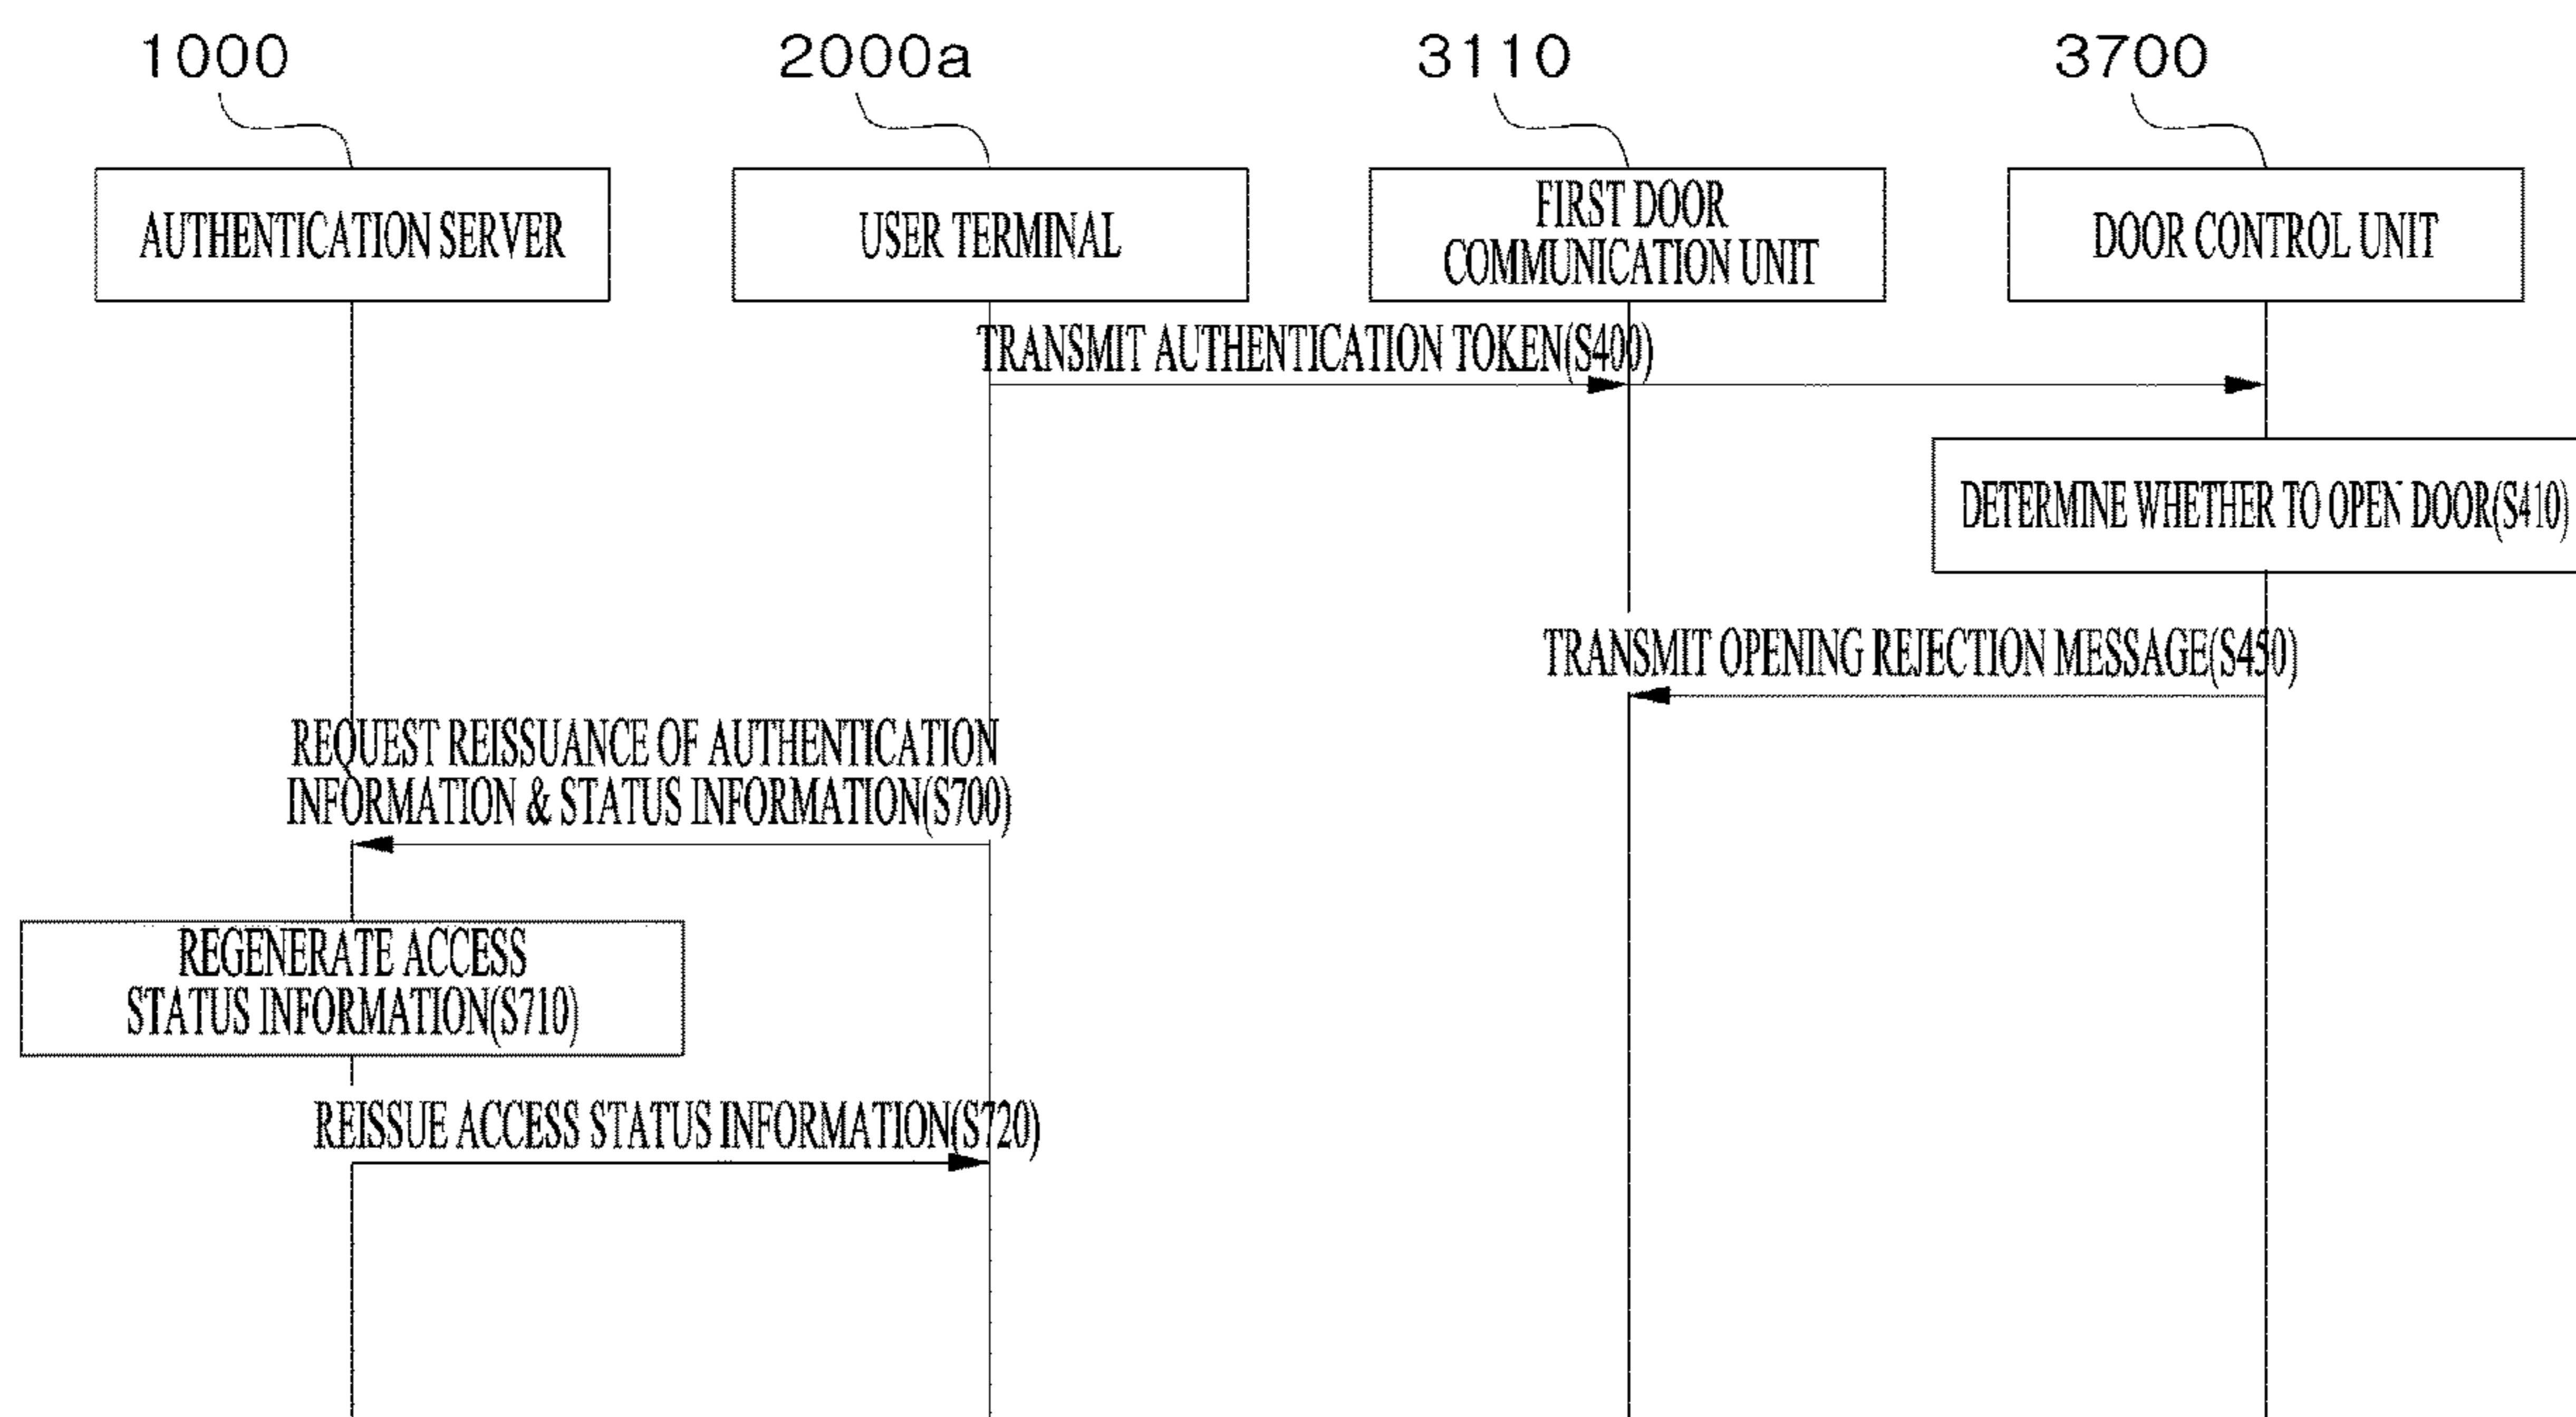 1000
2000a
3110
3700
AUTHENTICATION SERVER
USER TERMINAL
FIRST DOOR
COMMUNICATION UNIT
DOOR CONTROL UNIT
TRANSMIT AUTHENTICATION TOKEN(S400)
DETERMINE WHETHER TO OPEN DOOR(S410)
TRANSMIT OPENING REJECTION MESSAGE(S450)
REQUEST REISSUANCE OF AUTHENTICATION
INFORMATION & STATUS INFORMATION(S700)
REGENERATE ACCESS
STATUS INFORMATION(S710)
REISSUE ACCESS STATUS INFORMATION(S720)